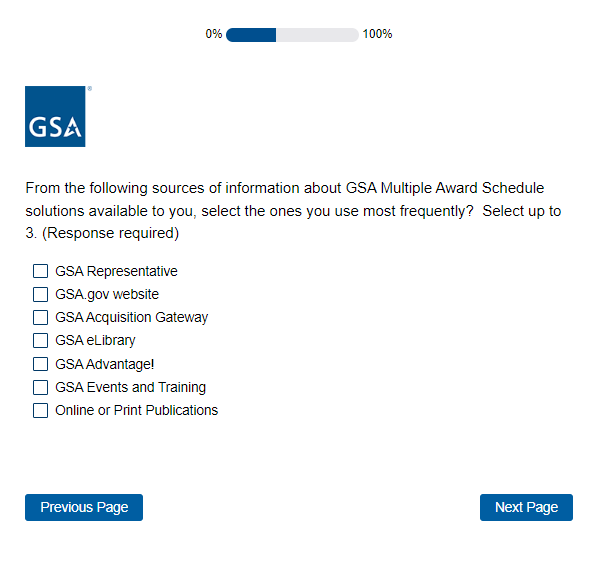 0% 100%
GSA®
From the following sources of information about GSA Multiple Award Schedule
solutions available to you, select the ones you use most frequently?  Select up to
3. (Response required)
GSA Representative
GSA.gov website
GSA Acquisition Gateway
GSA eLibrary
GSA Advantage!
GSA Events and Training
Online or Print Publications
Previous Page Next Page